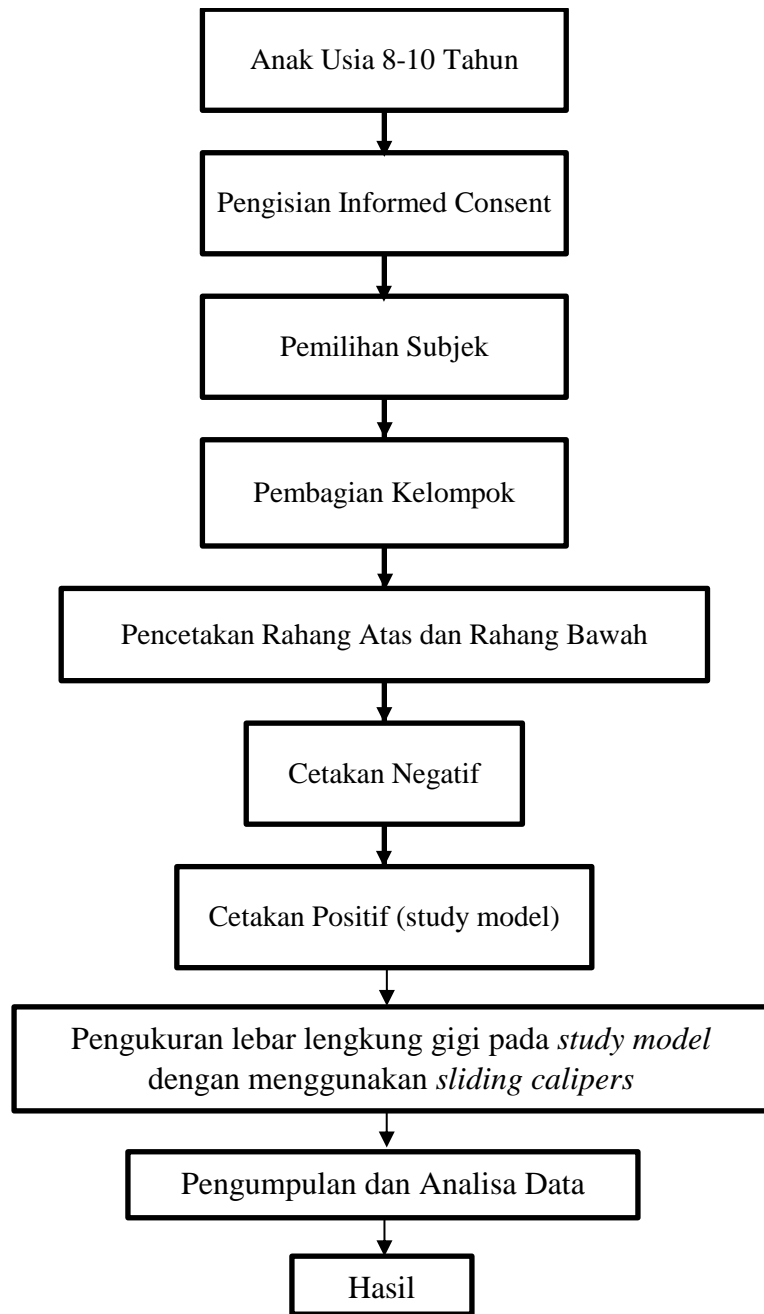 Anak Usia 8-10 Tahun
Pengisian Informed Consent
Pemilihan Subjek
Pembagian Kelompok
Pencetakan Rahang Atas dan Rahang Bawah
Cetakan Negatif
Cetakan Positif (study model)
Pengukuran lebar lengkung gigi pada study model
dengan menggunakan sliding calipers
Pengumpulan dan Analisa Data
Hasil